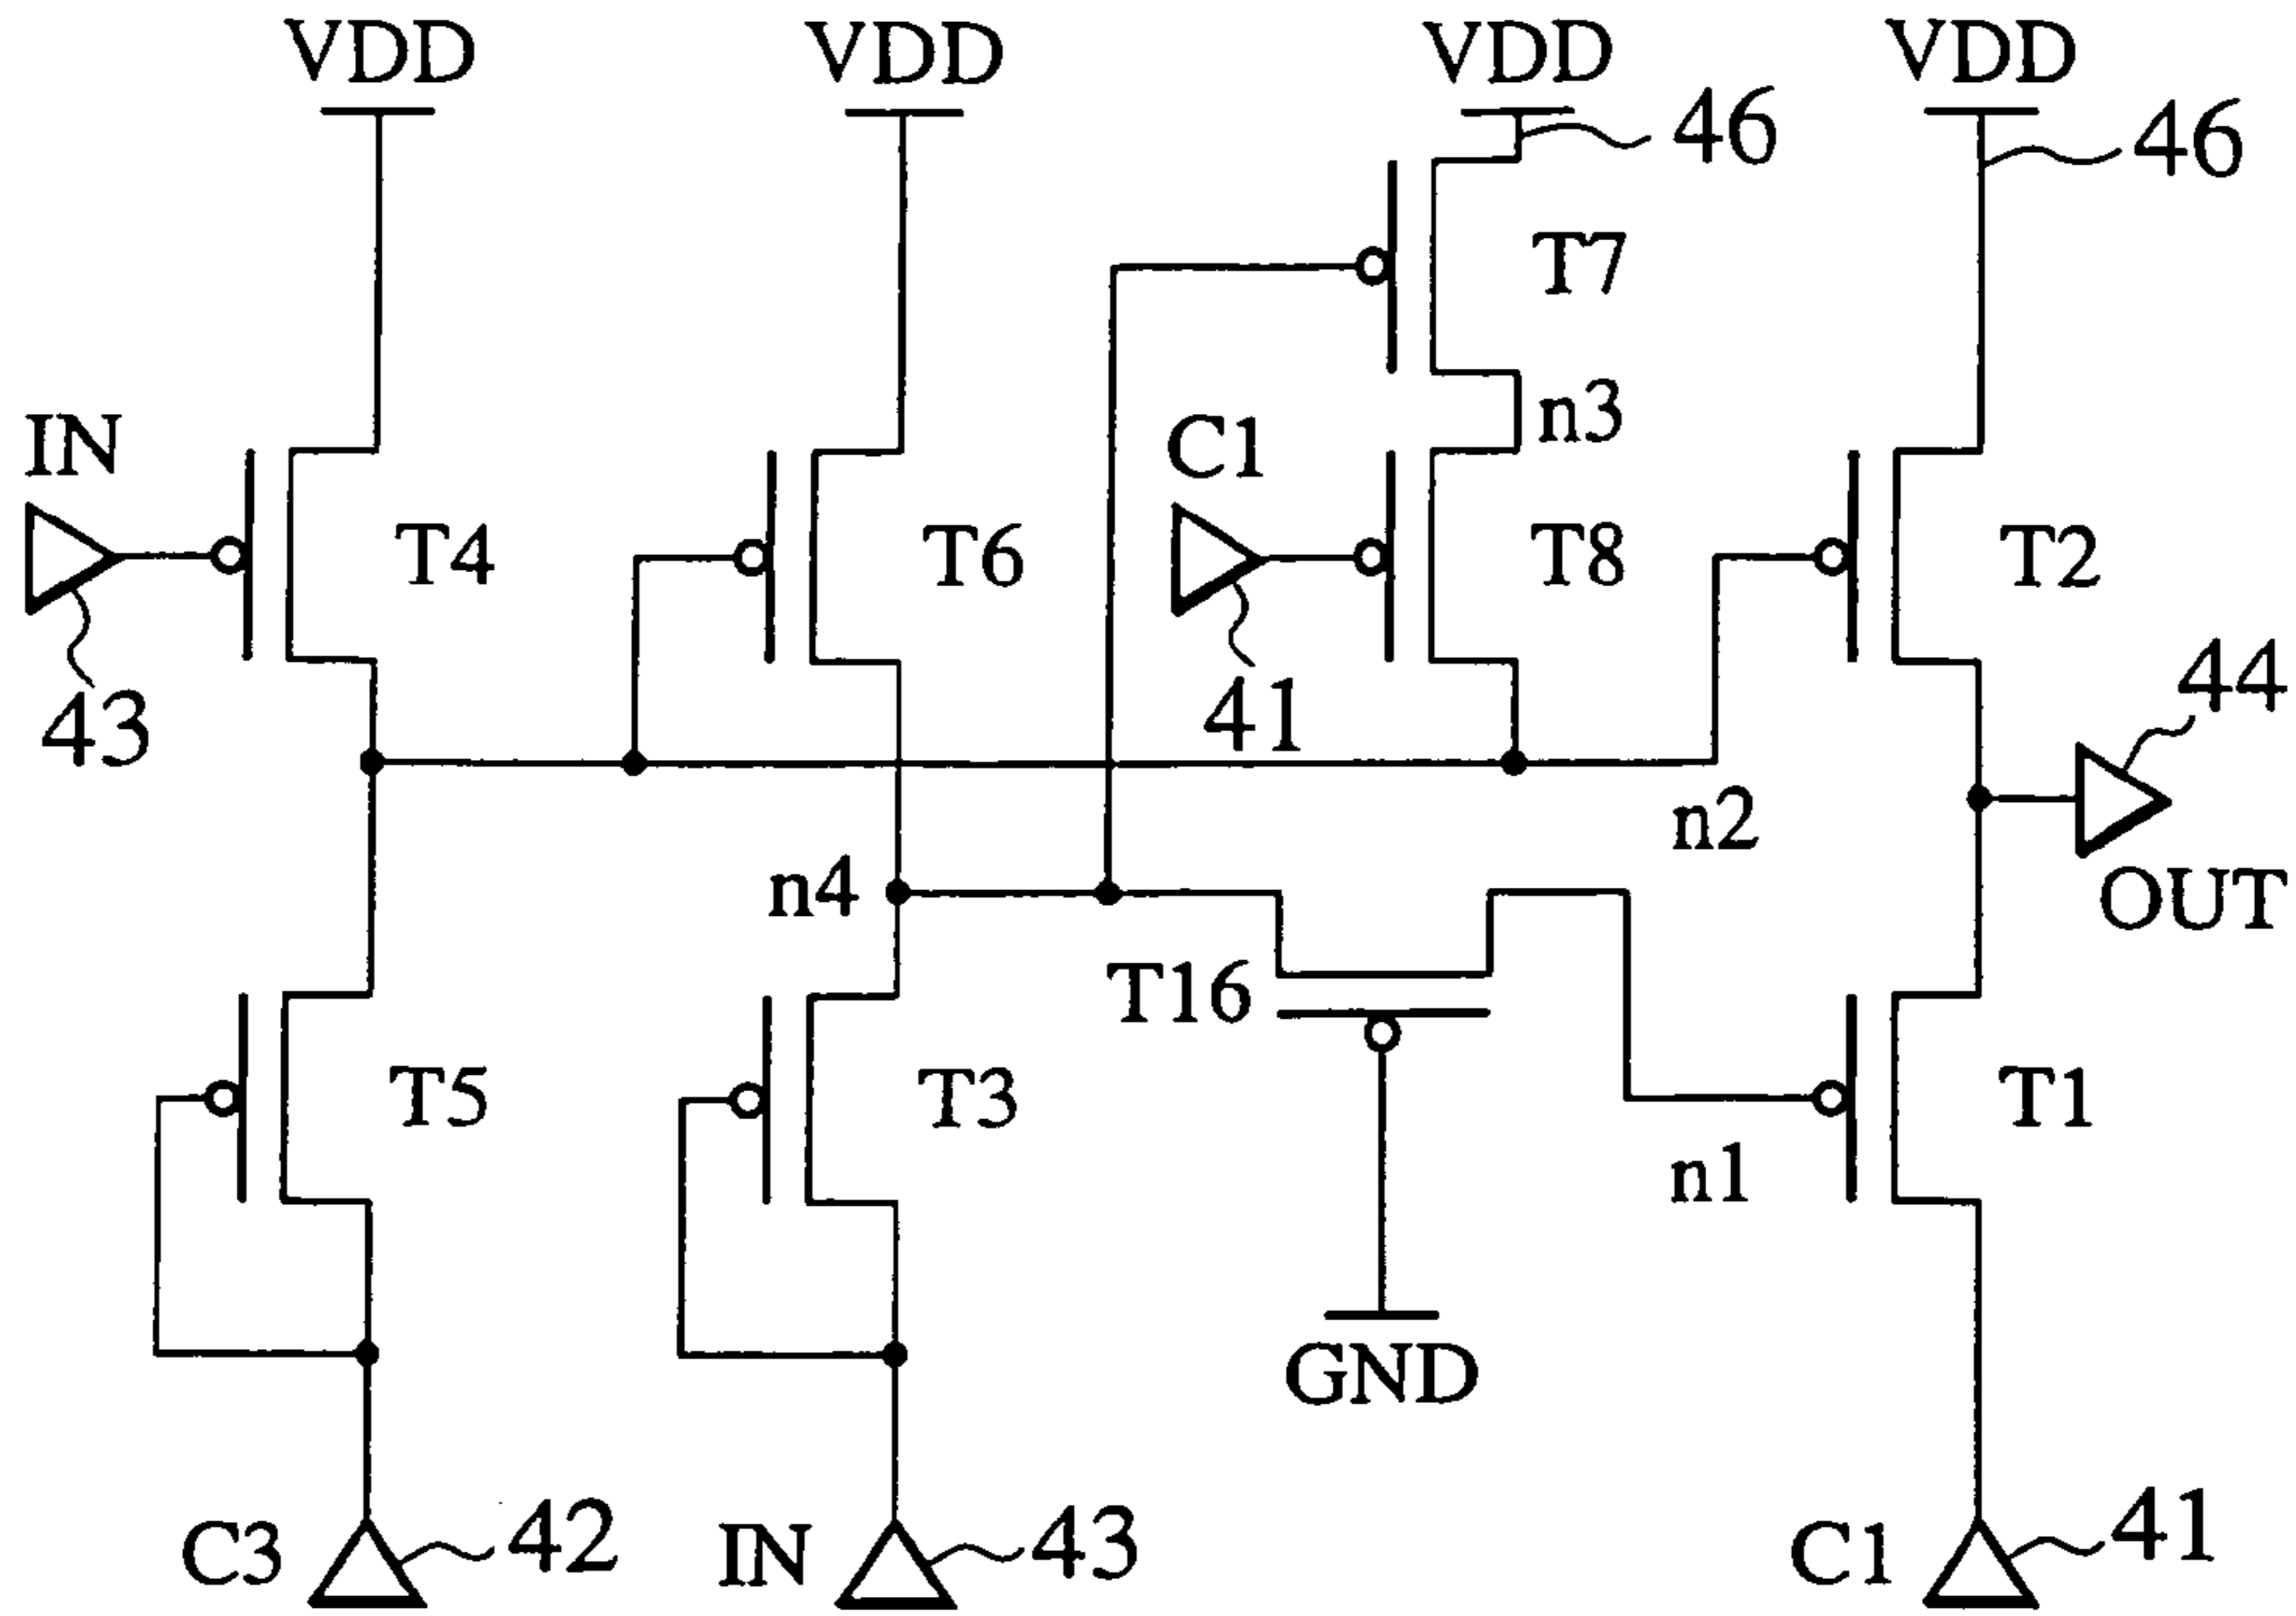 VDD VDD VDD VDD
46 46
T7
IN n3
C1
T4 T6 T8 T2
43 41 44
n2
n4 OUT
T16
T5 T3 T1
n1
GND
C3 42 IN 43 C1 41